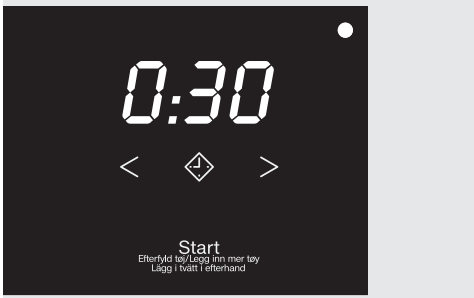 0:30
< >
Start
Efterfyld tøj/Legg inn mer tøy
Lägg i tvätt i efterhand